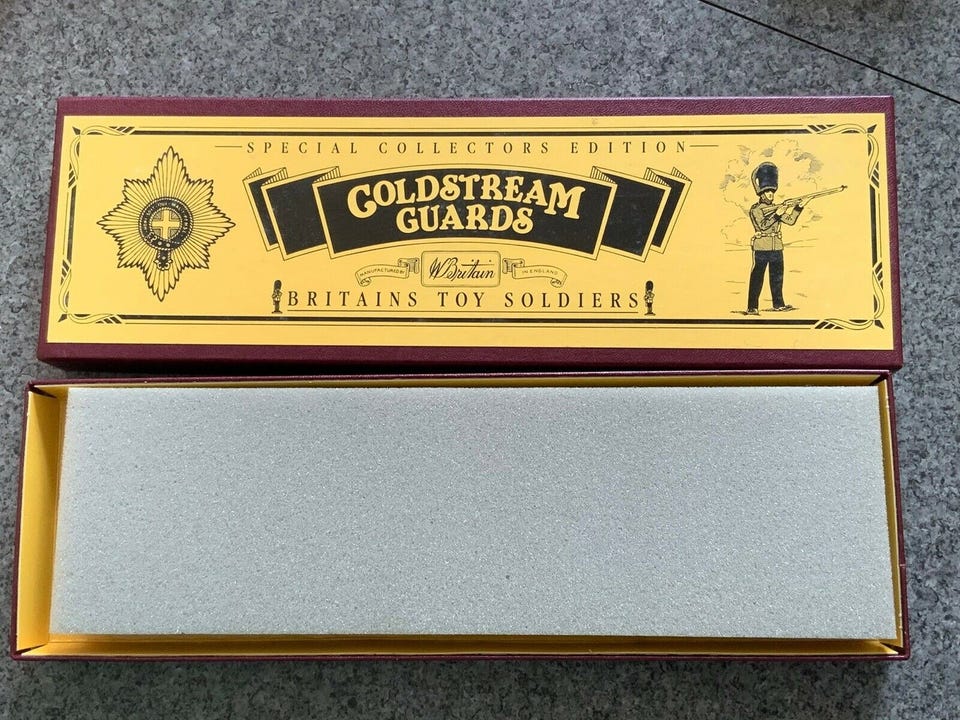 SPECIAL COLLECTORS EDITION
COLDSTREAM
GUARDS
MANUFACTURED BY W.Britain IN ENGLAND
BRITAINS TOY SOLDIERS